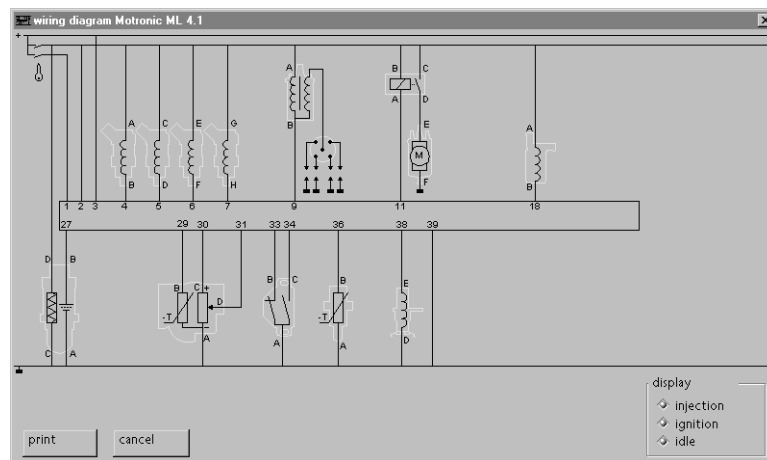 wiring diagram Motronic ML 4.1
+
A C E G A B C A
A D
B D F H B E
M
F B
1 2 3 4 5 6 7 9 11 18
27 29 30 31 33 34 36 38 39
D B B C + D B C B E
-T -T
C A A A A D
display
injection
ignition
idle
print cancel